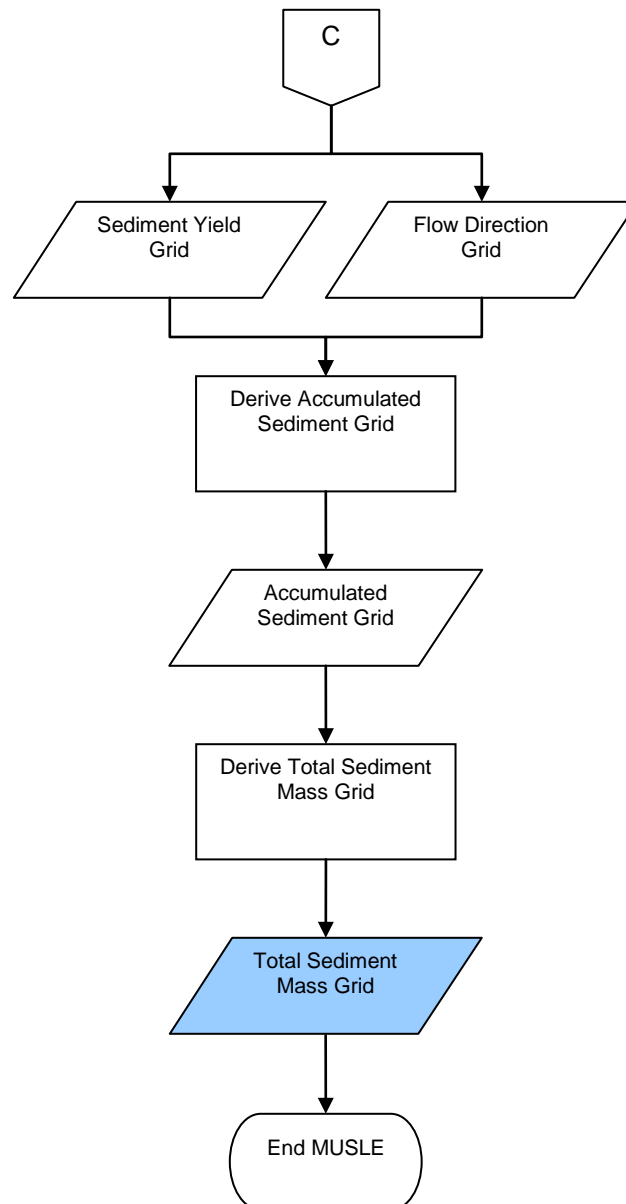 C
Sediment Yield
Grid
Flow Direction
Grid
Derive Accumulated
Sediment Grid
Accumulated
Sediment Grid
Derive Total Sediment
Mass Grid
Total Sediment
Mass Grid
End MUSLE